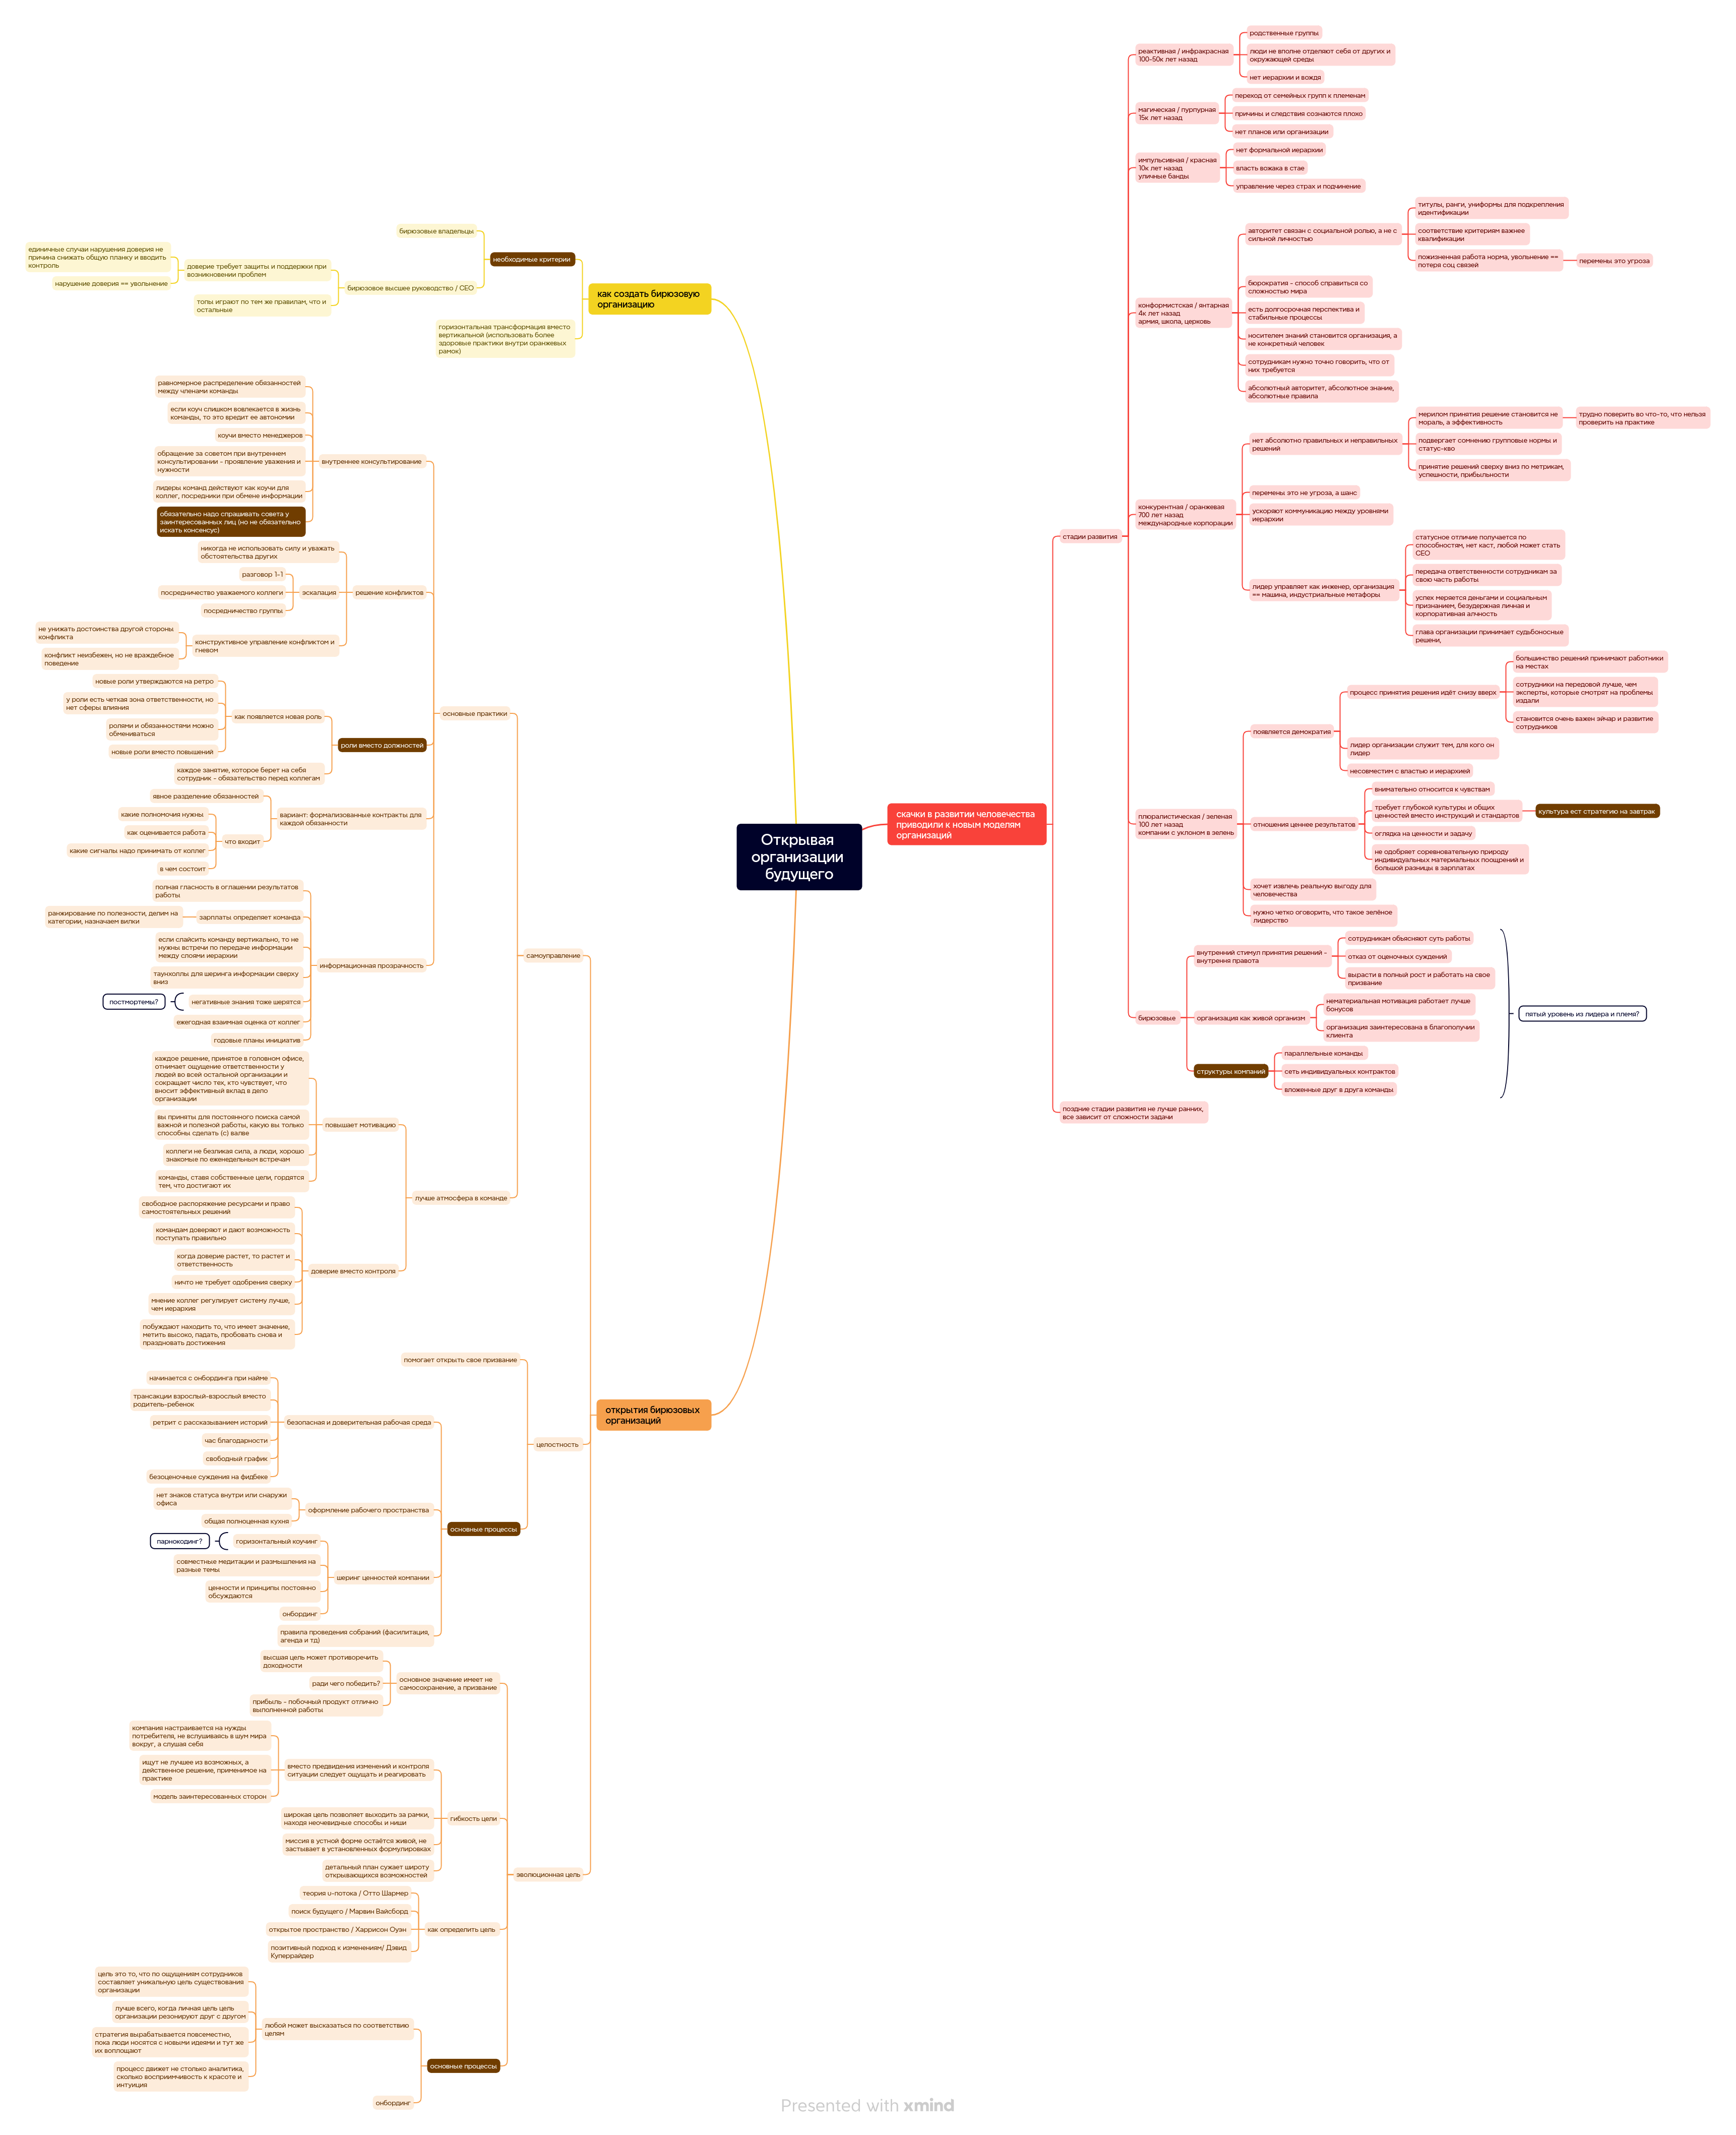 Открывая
организации
будущего
скачки в развитии человечества
приводили к новым моделям
организаций
стадии развития
реактивная / инфракрасная
100-50к лет назад
родственные группы
люди не вполне отделяют себя от других и
окружающей среды
нет иерархии и вождя
магическая / пурпурная
15к лет назад
переход от семейных групп к племенам
причины и следствия сознаются плохо
нет планов или организации
импульсивная / красная
10к лет назад
уличные банды
нет формальной иерархии
власть вожака в стае
управление через страх и подчинение
конформистская / янтарная
4к лет назад
армия, школа, церковь
авторитет связан с социальной ролью, а не с
сильной личностью
титулы, ранги, униформы для подкрепления
идентификации
соответствие критериям важнее
квалификации
пожизненная работа норма, увольнение ==
потеря соц связей
перемены это угроза
бюрократия - способ справиться со
сложностью мира
есть долгосрочная перспектива и
стабильные процессы
носителем знаний становится организация, а
не конкретный человек
сотрудникам нужно точно говорить, что от
них требуется
абсолютный авторитет, абсолютное знание,
абсолютные правила
конкурентная / оранжевая
700 лет назад
международные корпорации
нет абсолютно правильных и неправильных
решений
мерилом принятия решение становится не
мораль, а эффективность
трудно поверить во что-то, что нельзя
проверить на практике
подвергает сомнению групповые нормы и
статус-кво
принятие решений сверху вниз по метрикам,
успешности, прибыльности
перемены это не угроза, а шанс
ускоряют коммуникацию между уровнями
иерархии
лидер управляет как инженер, организация
== машина, индустриальные метафоры
статусное отличие получается по
способностям, нет каст, любой может стать
CEO
передача ответственности сотрудникам за
свою часть работы
успех меряется деньгами и социальным
признанием, безудержная личная и
корпоративная алчность
глава организации принимает судьбоносные
решени,
плюралистическая / зеленая
100 лет назад
компании с уклоном в зелень
появляется демократия
процесс принятия решения идёт снизу вверх
большинство решений принимают работники
на местах
сотрудники на передовой лучше, чем
эксперты, которые смотрят на проблемы
издали
становится очень важен эйчар и развитие
сотрудников
лидер организации служит тем, для кого он
лидер
несовместим с властью и иерархией
отношения ценнее результатов
внимательно относится к чувствам
требует глубокой культуры и общих
ценностей вместо инструкций и стандартов
культура ест стратегию на завтрак
оглядка на ценности и задачу
не одобряет соревновательную природу
индивидуальных материальных поощрений и
большой разницы в зарплатах
хочет извлечь реальную выгоду для
человечества
нужно четко оговорить, что такое зелёное
лидерство
бирюзовые
внутренний стимул принятия решений -
внутрення правота
сотрудникам объясняют суть работы
отказ от оценочных суждений
вырасти в полный рост и работать на свое
призвание
организация как живой организм
нематериальная мотивация работает лучше
бонусов
организация заинтересована в благополучии
клиента
структуры компаний
параллельные команды
сеть индивидуальных контрактов
вложенные друг в друга команды
пятый уровень из лидера и племя?
поздние стадии развития не лучше ранних,
все зависит от сложности задачи
как создать бирюзовую
организацию
необходимые критерии
бирюзовые владельцы
бирюзовое высшее руководство / CEO
доверие требует защиты и поддержки при
возникновении проблем
единичные случаи нарушения доверия не
причина снижать общую планку и вводить
контроль
нарушение доверия == увольнение
топы играют по тем же правилам, что и
остальные
горизонтальная трансформация вместо
вертикальной (использовать более
здоровые практики внутри оранжевых
рамок)
открытия бирюзовых
организаций
самоуправление
основные практики
внутреннее консультирование
равномерное распределение обязанностей
между членами команды
если коуч слишком вовлекается в жизнь
команды, то это вредит ее автономии
коучи вместо менеджеров
обращение за советом при внутреннем
консультировании - проявление уважения и
нужности
лидеры команд действуют как коучи для
коллег, посредники при обмене информации
обязательно надо спрашивать совета у
заинтересованных лиц (но не обязательно
искать консенсус)
решение конфликтов
никогда не использовать силу и уважать
обстоятельства других
эскалация
разговор 1-1
посредничество уважаемого коллеги
посредничество группы
конструктивное управление конфликтом и
гневом
не унижать достоинства другой стороны
конфликта
конфликт неизбежен, но не враждебное
поведение
роли вместо должностей
как появляется новая роль
новые роли утверждаются на ретро
у роли есть четкая зона ответственности, но
нет сферы влияния
ролями и обязанностями можно
обмениваться
новые роли вместо повышений
каждое занятие, которое берет на себя
сотрудник - обязательство перед коллегам
вариант: формализованные контракты для
каждой обязанности
явное разделение обязанностей
что входит
какие полномочия нужны
как оценивается работа
какие сигналы надо принимать от коллег
в чем состоит
информационная прозрачность
полная гласность в оглашении результатов
работы
зарплаты определяет команда
ранжирование по полезности, делим на
категории, назначаем вилки
если слайсить команду вертикально, то не
нужны встречи по передаче информации
между слоями иерархии
таунхоллы для шеринга информации сверху
вниз
негативные знания тоже шерятся
постмортемы?
ежегодная взаимная оценка от коллег
годовые планы инициатив
лучше атмосфера в команде
повышает мотивацию
каждое решение, принятое в головном офисе,
отнимает ощущение ответственности у
людей во всей остальной организации и
сокращает число тех, кто чувствует, что
вносит эффективный вклад в дело
организации
вы приняты для постоянного поиска самой
важной и полезной работы, какую вы только
способны сделать (с) валве
коллеги не безликая сила, а люди, хорошо
знакомые по еженедельным встречам
команды, ставя собственные цели, гордятся
тем, что достигают их
доверие вместо контроля
свободное распоряжение ресурсами и право
самостоятельных решений
командам доверяют и дают возможность
поступать правильно
когда доверие растет, то растет и
ответственность
ничто не требует одобрения сверху
мнение коллег регулирует систему лучше,
чем иерархия
побуждают находить то, что имеет значение,
метить высоко, падать, пробовать снова и
праздновать достижения
целостность
помогает открыть свое призвание
основные процессы
безопасная и доверительная рабочая среда
начинается с онбординга при найме
трансакции взрослый-взрослый вместо
родитель-ребенок
ретрит с рассказыванием историй
час благодарности
свободный график
безоценочные суждения на фидбеке
оформление рабочего пространства
нет знаков статуса внутри или снаружи
офиса
общая полноценная кухня
шеринг ценностей компании
горизонтальный коучинг
парнокодинг?
совместные медитации и размышления на
разные темы
ценности и принципы постоянно
обсуждаются
онбординг
правила проведения собраний (фасилитация,
агенда и тд)
эволюционная цель
основное значение имеет не
самосохранение, а призвание
высшая цель может противоречить
доходности
ради чего победить?
прибыль - побочный продукт отлично
выполненной работы
гибкость цели
вместо предвидения изменений и контроля
ситуации следует ощущать и реагировать
компания настраивается на нужды
потребителя, не вслушиваясь в шум мира
вокруг, а слушая себя
ищут не лучшее из возможных, а
действенное решение, применимое на
практике
модель заинтересованных сторон
широкая цель позволяет выходить за рамки,
находя неочевидные способы и ниши
миссия в устной форме остаётся живой, не
застывает в установленных формулировках
детальный план сужает широту
открывающихся возможностей
как определить цель
теория u-потока / Отто Шармер
поиск будущего / Марвин Вайсборд
открытое пространство / Харрисон Оуэн
позитивный подход к изменениям/ Дэвид
Куперрайдер
основные процессы
любой может высказаться по соответствию
целям
цель это то, что по ощущениям сотрудников
составляет уникальную цель существования
организации
лучше всего, когда личная цель цель
организации резонируют друг с другом
стратегия вырабатывается повсеместно,
пока люди носятся с новыми идеями и тут же
их воплощают
процесс движет не столько аналитика,
сколько восприимчивость к красоте и
интуиция
онбординг
Presented with xmind